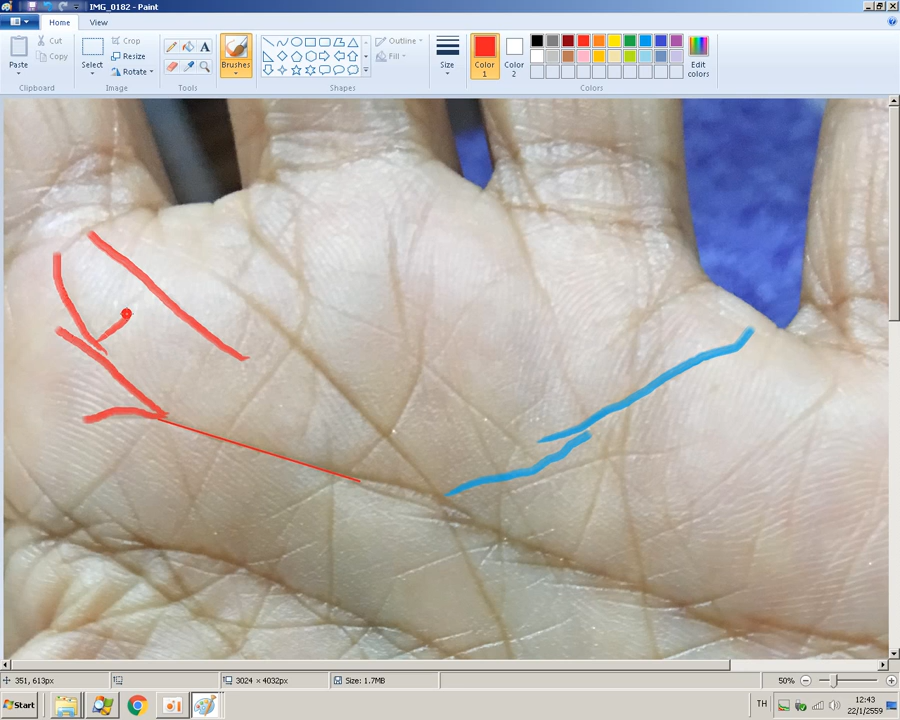 IMG_0182 - Paint
Home View
Paste
Cut
Copy
Clipboard
Select
Crop
Resize
Rotate
Image
A
Tools
Brushes
Shapes
Outline
Fill
Size
Color
1
Color
2
Edit
colors
Colors
351, 613px
3024 × 4032px
Size: 1.7MB
50%
Start
TH
12:43
22/1/2559